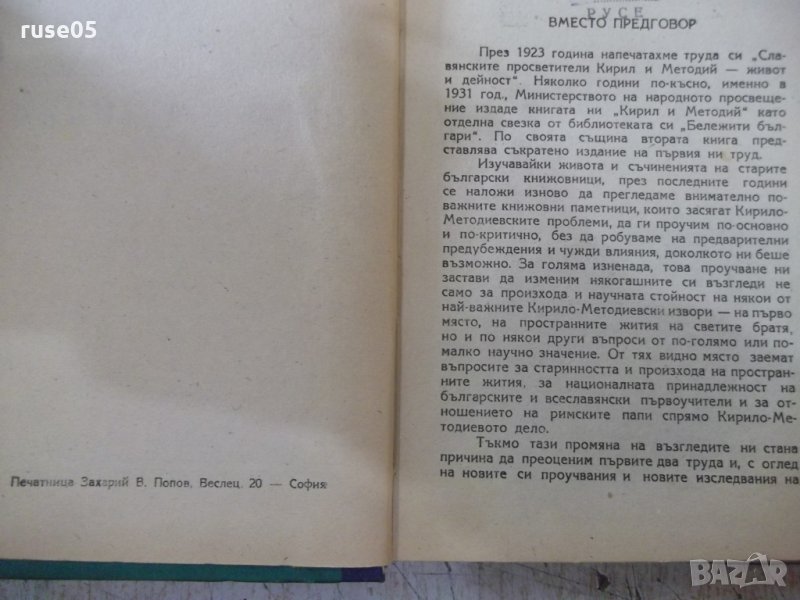 ruse05
Печатница Захарий В. Попов, Веслец, 20 — София
РУСЕ
ВМЕСТО ПРЕДГОВОР
През 1923 година напечатахме труда си „Сла-
вянските просветители Кирил и Методий — живот
и дейност“. Няколко години по-късно, именно в
1931 год., Министерството на народното просвеще-
ние издаде книгата ни „Кирил и Методий“ като
отделна свезка от библиотеката си „Бележити бъл-
гари“. По своята същина втората книга пред-
ставлява съкратено издание на първия ни труд.
Изучавайки живота и съчиненията на старите
български книжовници, през последните години
се наложи изново да прегледаме внимателно по-
важните книжовни паметници, които засягат Кирило-
Методиевските проблеми, да ги проучим по-основно
и по-критично, без да робуваме на предварителни
предубеждения и чужди влияния, доколкото ни беше
възможно. За голяма изненада, това проучване ни
застави да изменим някогашните си възгледи не
само за произхода и научната стойност на някои от
най-важните Кирило-Методиевски извори — на първо
място, на пространните жития на светите братя,
но и по някои други въпроси от по-голямо или по-
малко научно значение. От тях видно място заемат
въпросите за старинността и произхода на простран-
ните жития, за националната принадлежност на
българските и всеславянски първоучители и за от-
ношението на римските папи спрямо Кирило-Ме-
тодиевото дело.
Тъкмо тази промяна на възгледите ни стана
причина да преоценим първите два труда и, с оглед
на новите си проучвания и новите изследвания на
BAZAR